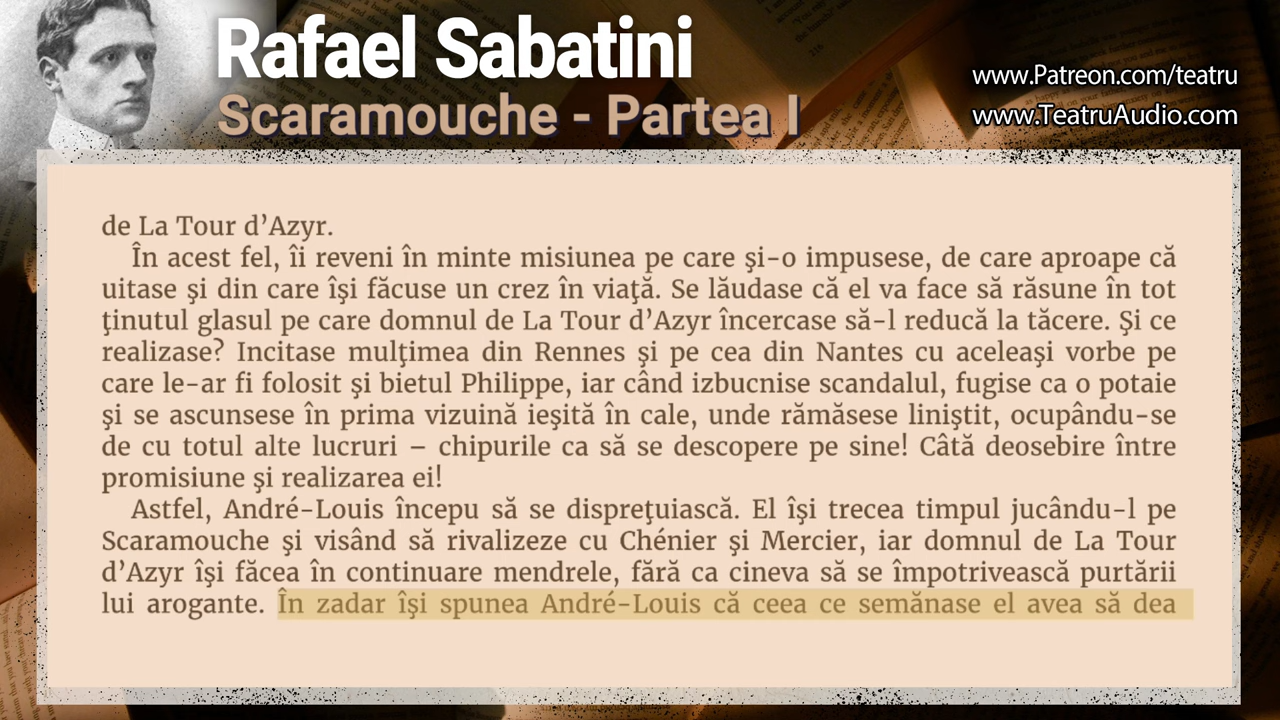 Rafael Sabatini
Scaramouche - Partea I
www.Patreon.com/teatru
www.TeatruAudio.com
de La Tour d’Azyr.
În acest fel, îi reveni în minte misiunea pe care şi-o impusese, de care aproape că
uitase şi din care îşi făcuse un crez în viaţă. Se lăudase că el va face să răsune în tot
ţinutul glasul pe care domnul de La Tour d’Azyr încercase să-l reducă la tăcere. Şi ce
realizase? Incitase mulţimea din Rennes şi pe cea din Nantes cu aceleaşi vorbe pe
care le-ar fi folosit şi bietul Philippe, iar când izbucnise scandalul, fugise ca o potaie
şi se ascunsese în prima vizuină ieşită în cale, unde rămăsese liniştit, ocupându-se
de cu totul alte lucruri – chipurile ca să se descopere pe sine! Câtă deosebire între
promisiune şi realizarea ei!
Astfel, André-Louis începu să se dispreţuiască. El îşi trecea timpul jucându-l pe
Scaramouche şi visând să rivalizeze cu Chénier şi Mercier, iar domnul de La Tour
d’Azyr îşi făcea în continuare mendrele, fără ca cineva să se împotrivească purtării
lui arogante. În zadar îşi spunea André-Louis că ceea ce semănase el avea să dea